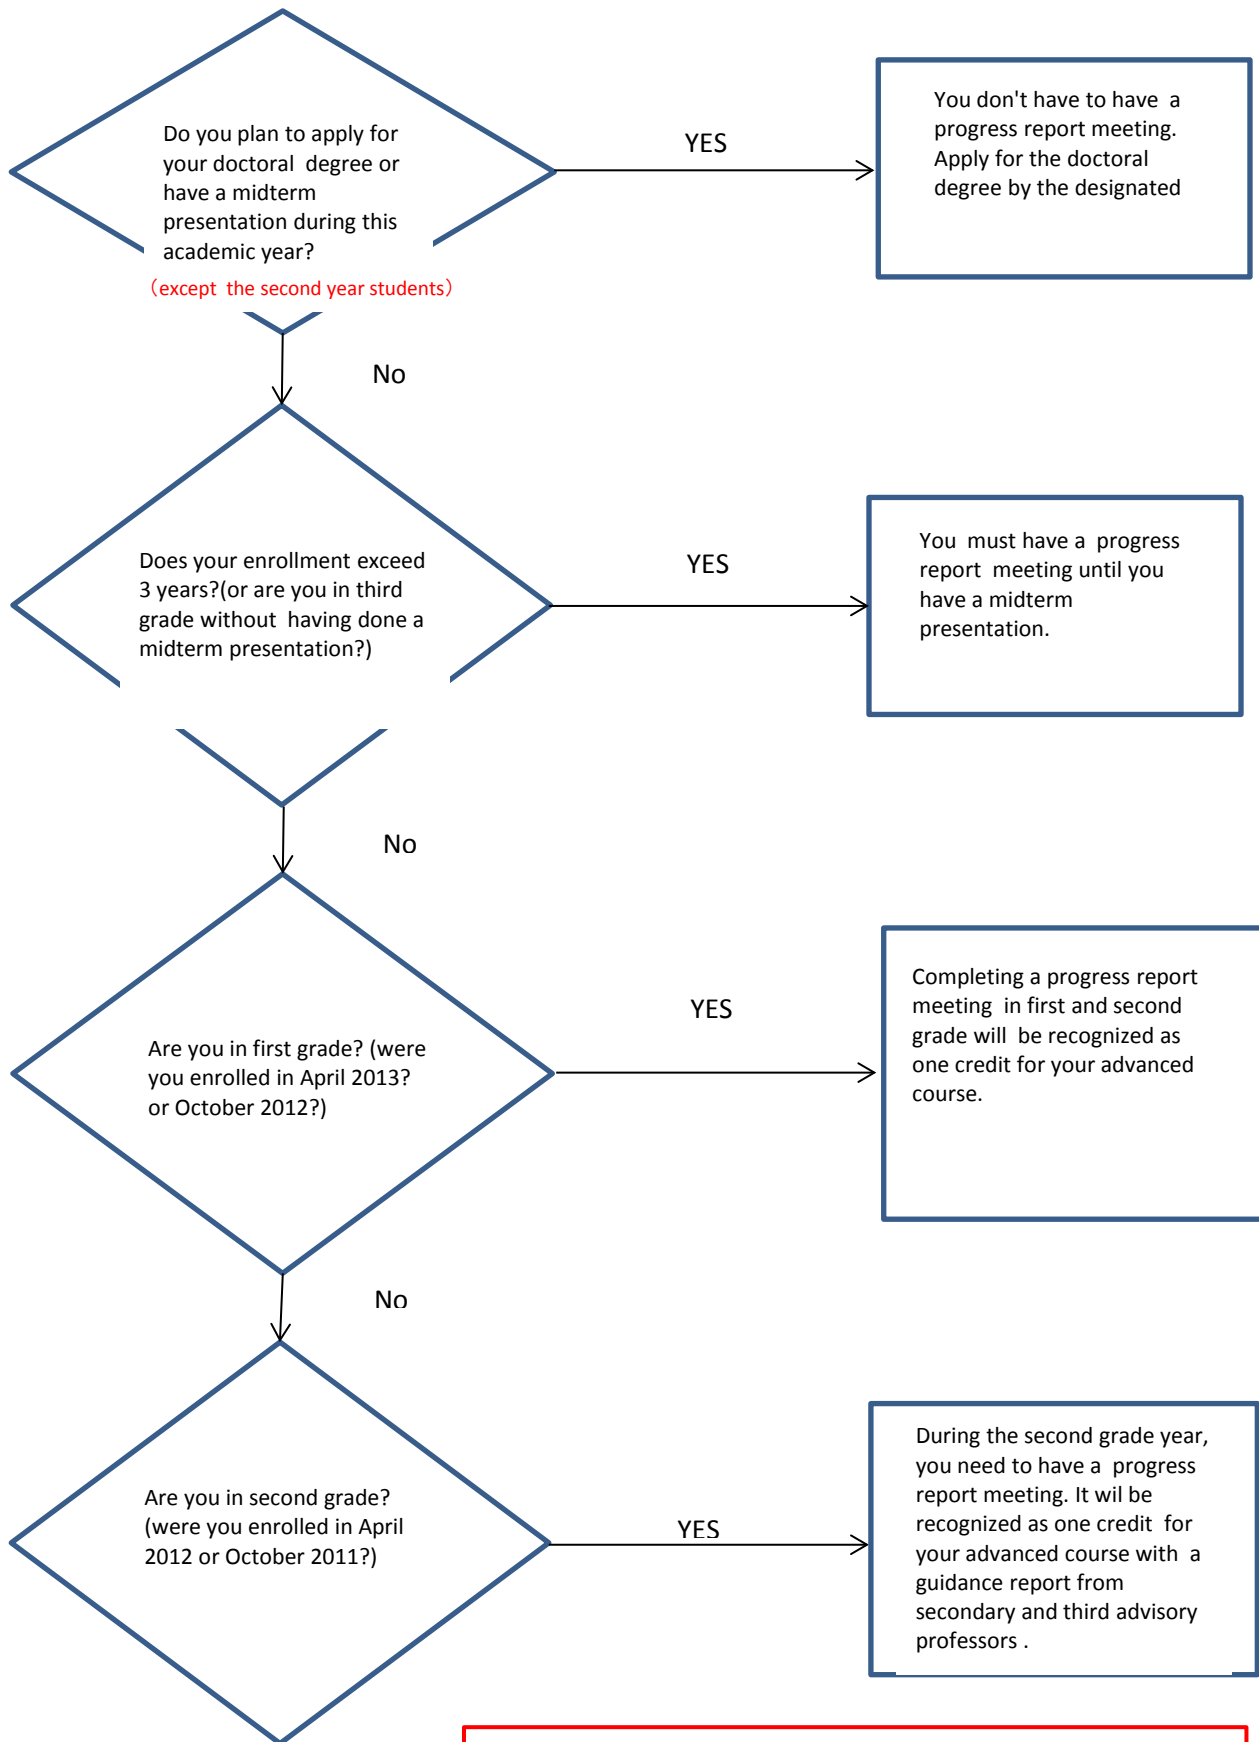 Do you plan to apply for
your doctoral  degree or
have a midterm
presentation during this
academic year?
（except  the second year students）
YES
You don't have to have  a
progress report meeting.
Apply for the doctoral
degree by the designated
No
Does your enrollment exceed
3 years?(or are you in third
grade without  having done a
midterm presentation?)
YES
You  must have a  progress
report  meeting until you
have a midterm
presentation.
No
Are you in first grade? (were
you enrolled in April 2013?
or October 2012?)
YES
Completing a progress report
meeting  in first and second
grade will  be recognized as
one credit for your advanced
course.
No
Are you in second grade?
(were you enrolled in April
2012 or October 2011?)
YES
During the second grade year,
you need to have a  progress
report meeting. It wil be
recognized as one credit  for
your advanced course with  a
guidance report from
secondary and third advisory
professors .